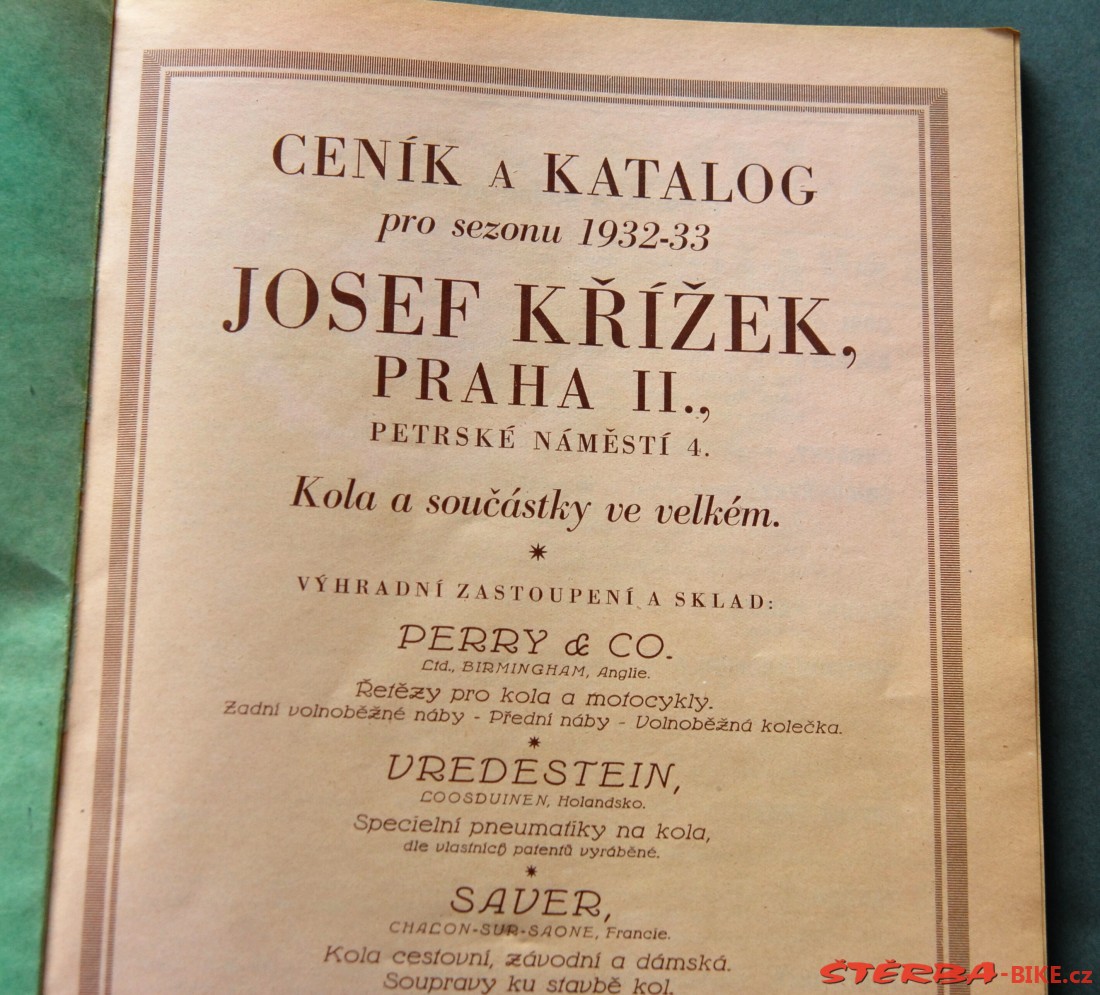 CENÍK A KATALOG
pro sezonu 1932-33
JOSEF KŘÍŽEK,
PRAHA II.,
PETRSKÉ NÁMĚSTÍ 4.
Kola a součástky ve velkém.
VÝHRADNÍ ZASTOUPENÍ A SKLAD:
PERRY & CO.
Ltd., BIRMINGHAM, Anglie.
Řetězy pro kola a motocykly.
Zadní volnoběžné náby - Přední náby - Volnoběžná kolečka.
VREDESTEIN,
LOOSDUINEN, Holandsko.
Specielní pneumatiky na kola,
dle vlastních patentů vyráběné.
SAVER,
CHALON-SUR-SAONE, Francie.
Kola cestovní, závodní a dámská.
Soupravy ku stavbě kol.
ŠTĚRBA-BIKE.cz